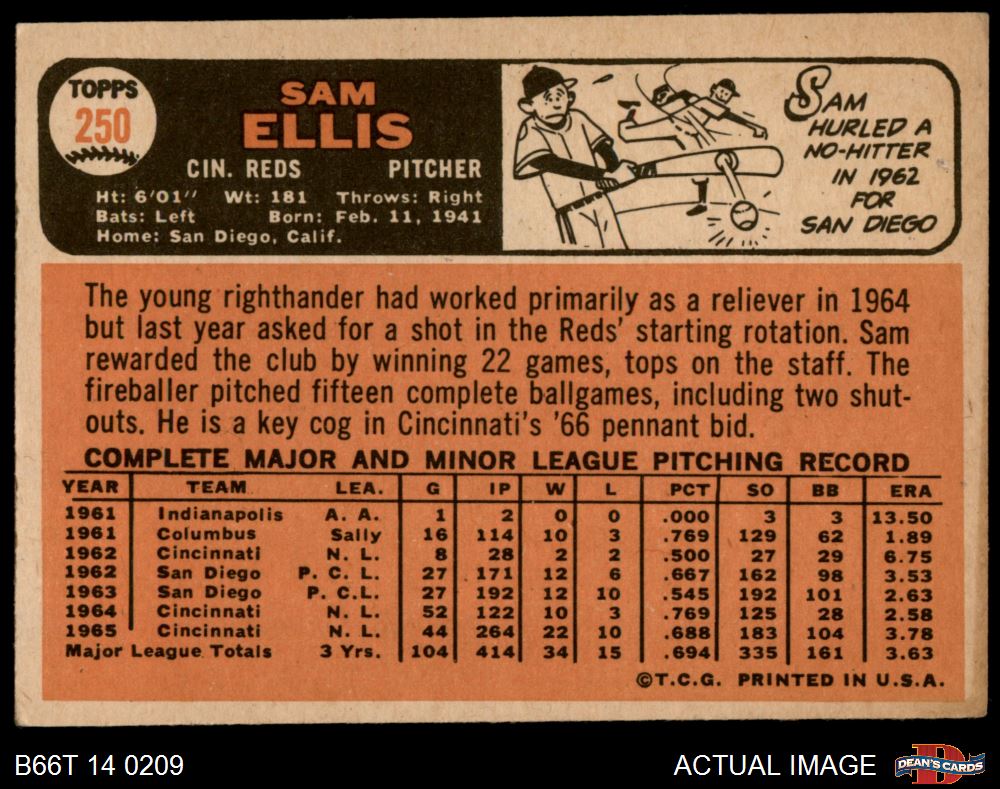 TOPPS
250
SAM
ELLIS
CIN. REDS PITCHER
Ht: 6'01" Wt: 181 Throws: Right
Bats: Left Born: Feb. 11, 1941
Home: San Diego, Calif.
SAM
HURLED A
NO-HITTER
IN 1962
FOR
SAN DIEGO
The young righthander had worked primarily as a reliever in 1964
but last year asked for a shot in the Reds' starting rotation. Sam
rewarded the club by winning 22 games, tops on the staff. The
fireballer pitched fifteen complete ballgames, including two shut-
outs. He is a key cog in Cincinnati's '66 pennant bid.
COMPLETE MAJOR AND MINOR LEAGUE PITCHING RECORD
YEAR TEAM LEA. G IP W L PCT SO BB ERA
1961 Indianapolis A. A. 1 2 0 0 .000 3 3 13.50
1961 Columbus Sally 16 114 10 3 .769 129 62 1.89
1962 Cincinnati N. L. 8 28 2 2 .500 27 29 6.75
1962 San Diego P. C. L. 27 171 12 6 .667 162 98 3.53
1963 San Diego P. C.L. 27 192 12 10 .545 192 101 2.63
1964 Cincinnati N. L. 52 122 10 3 .769 125 28 2.58
1965 Cincinnati N. L. 44 264 22 10 .688 183 104 3.78
Major League Totals 3 Yrs. 104 414 34 15 .694 335 161 3.63
©T.C.G. PRINTED IN U.S.A.
B66T 14 0209 ACTUAL IMAGE
D
DEAN'S CARDS